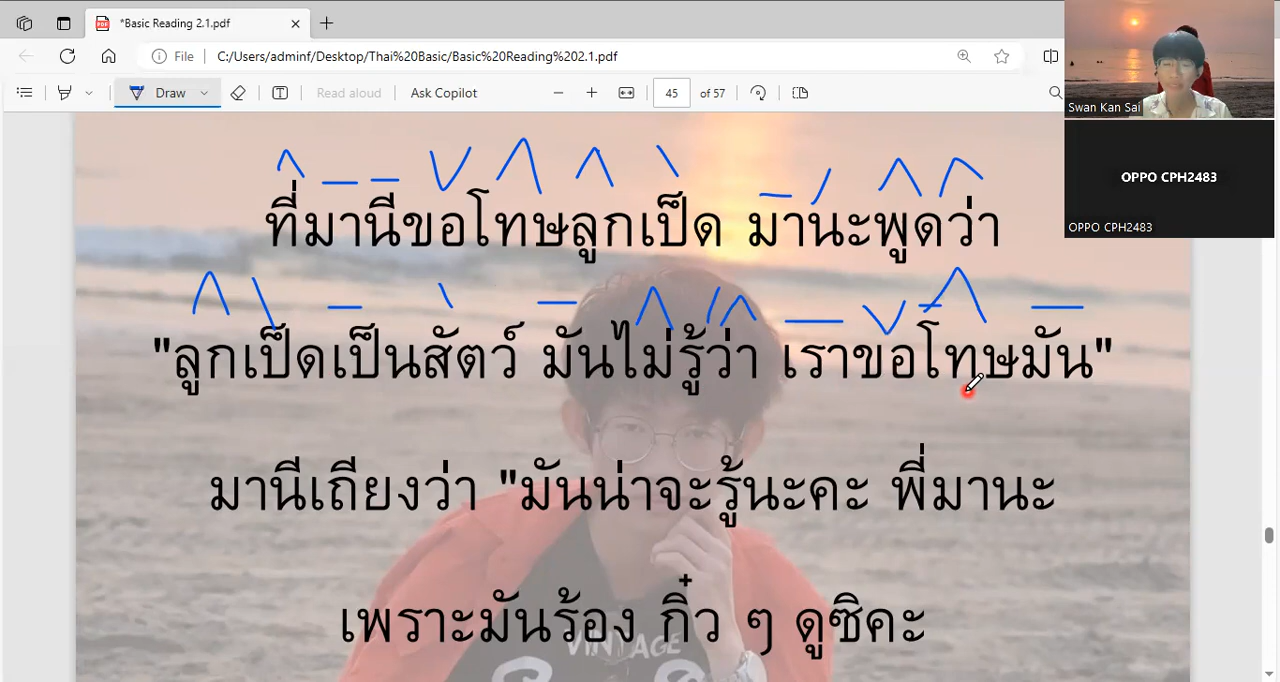 *Basic Reading 2.1.pdf
File C:/Users/adminf/Desktop/Thai%20Basic/Basic%20Reading%202.1.pdf
Draw Read aloud Ask Copilot 45 of 57
Swan Kan Sai
OPPO CPH2483
OPPO CPH2483
ที่มานีขอโทษลูกเป็ด มานะพูดว่า
"ลูกเป็ดเป็นสัตว์ มันไม่รู้ว่า เราขอโทษมัน"
มานีเถียงว่า "มันน่าจะรู้นะคะ พี่มานะ
เพราะมันร้อง กิ๋ว ๆ ดูซิคะ
VINTAGE